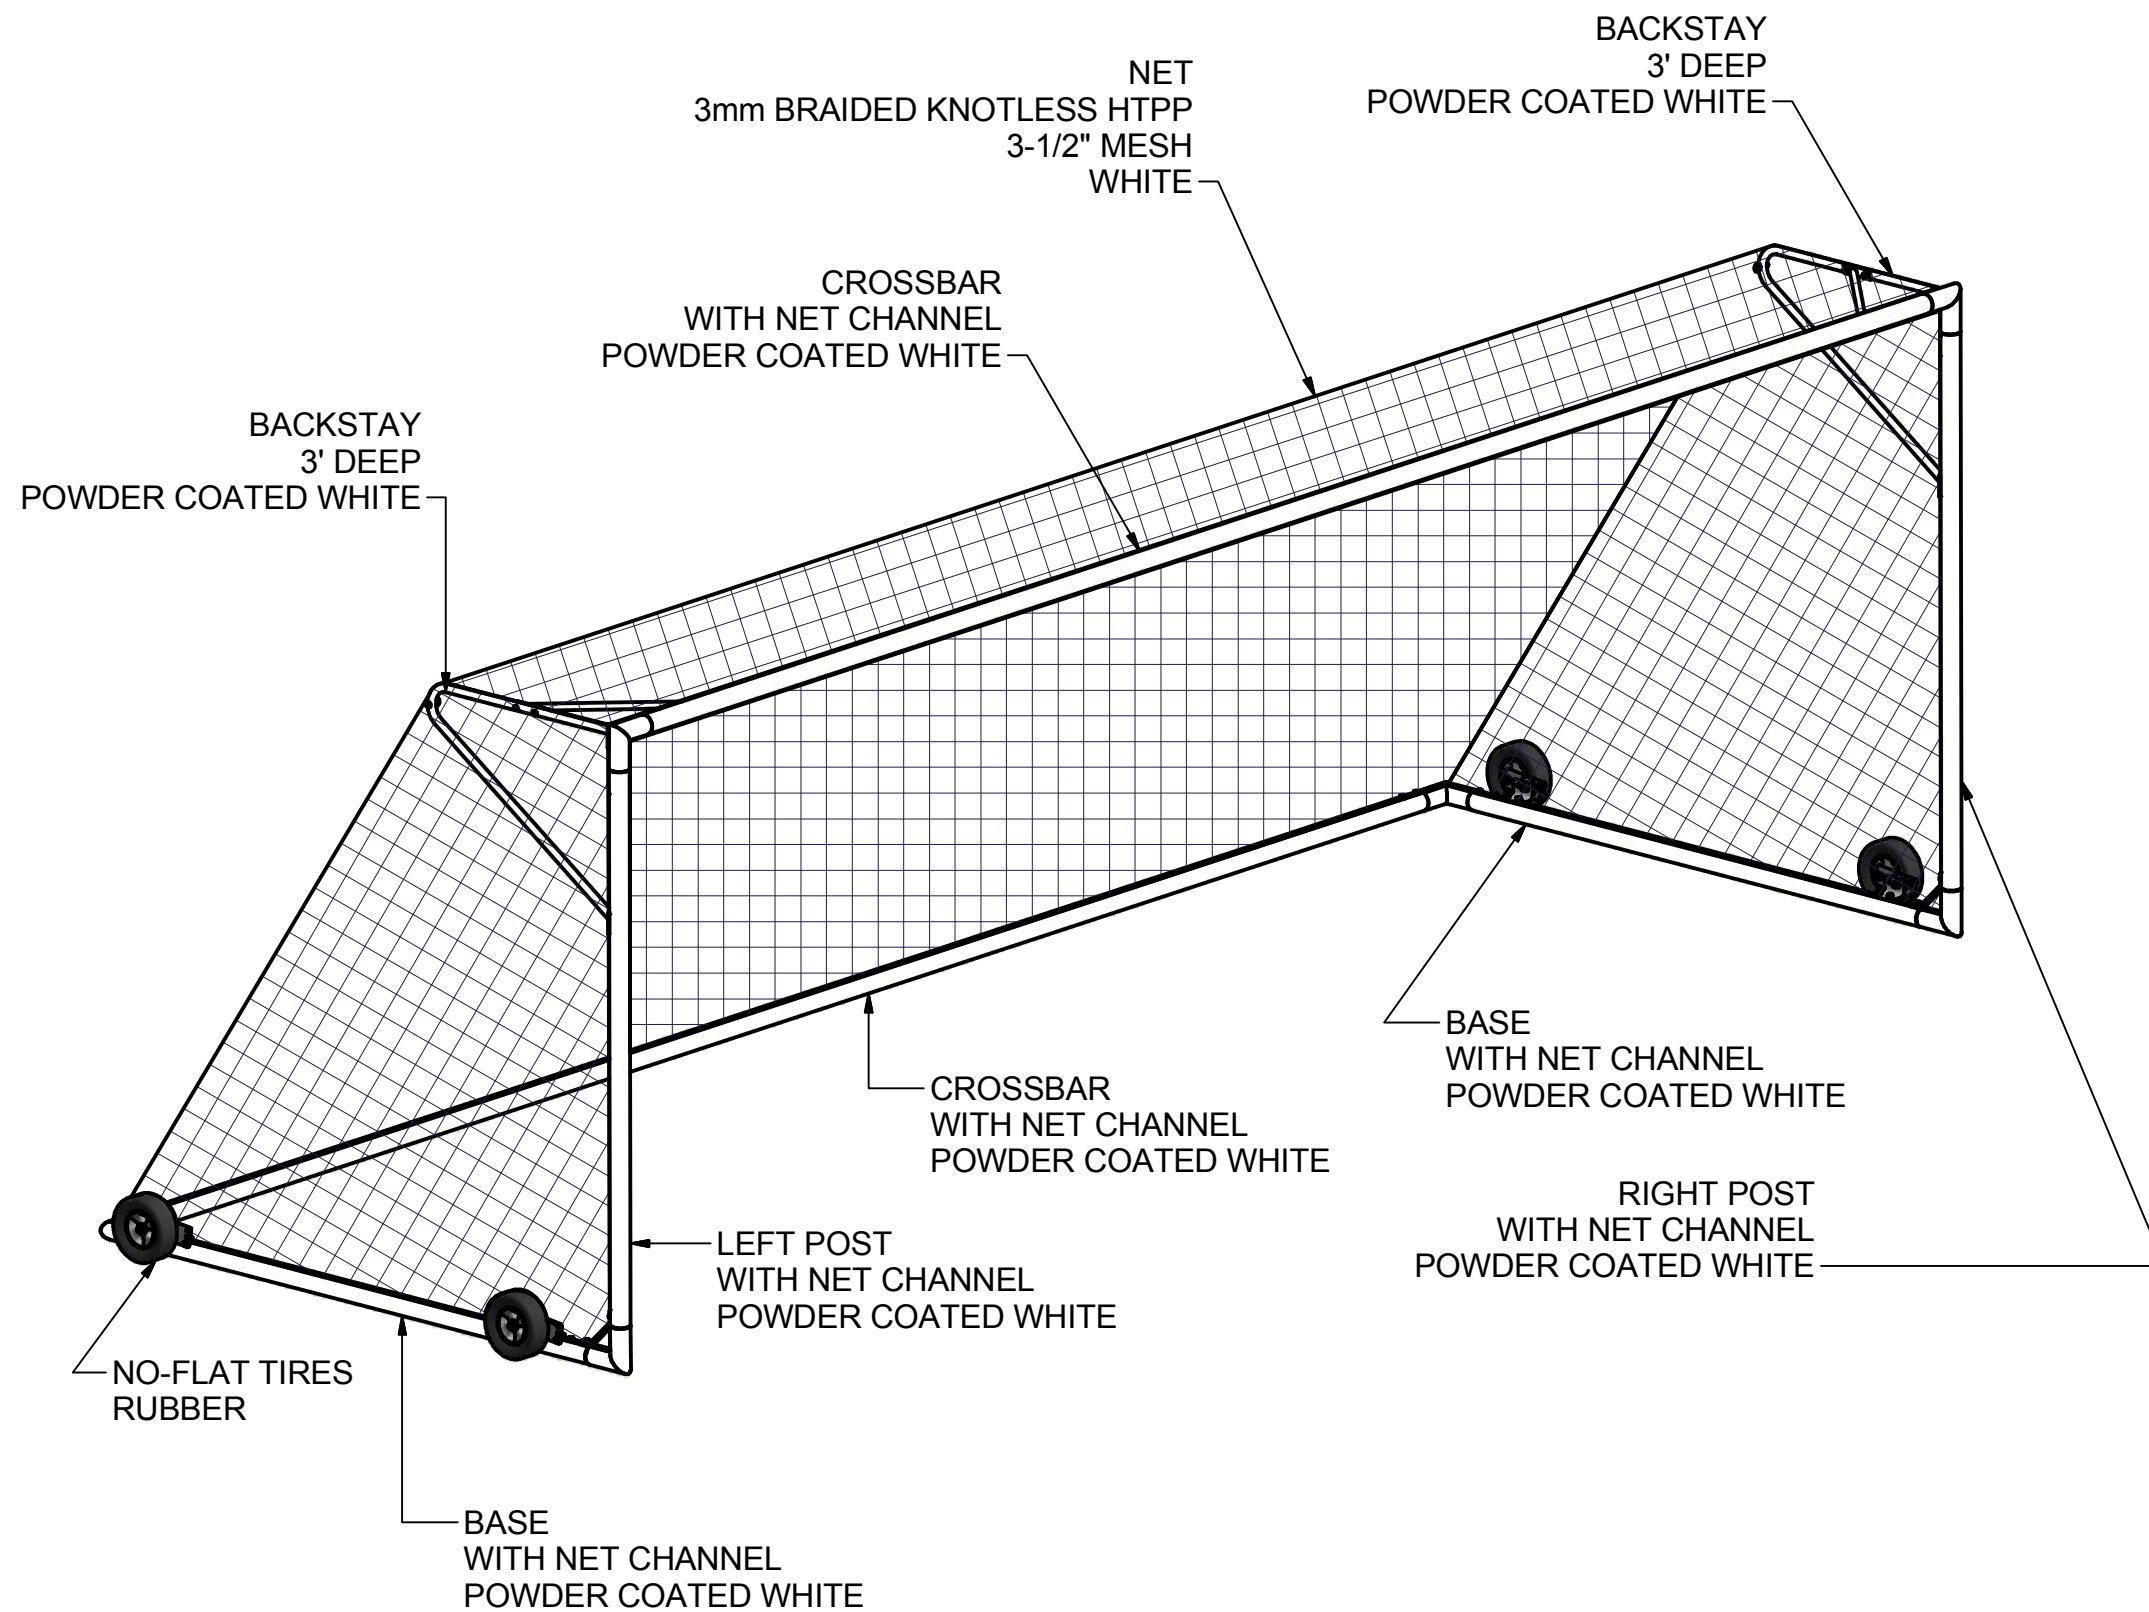 BACKSTAY
3' DEEP
POWDER COATED WHITE
NET
3mm BRAIDED KNOTLESS HTPP
3-1/2" MESH
WHITE
CROSSBAR
WITH NET CHANNEL
POWDER COATED WHITE
BACKSTAY
3' DEEP
POWDER COATED WHITE
BASE
WITH NET CHANNEL
POWDER COATED WHITE
CROSSBAR
WITH NET CHANNEL
POWDER COATED WHITE
RIGHT POST
WITH NET CHANNEL
POWDER COATED WHITE
LEFT POST
WITH NET CHANNEL
POWDER COATED WHITE
NO-FLAT TIRES
RUBBER
BASE
WITH NET CHANNEL
POWDER COATED WHITE